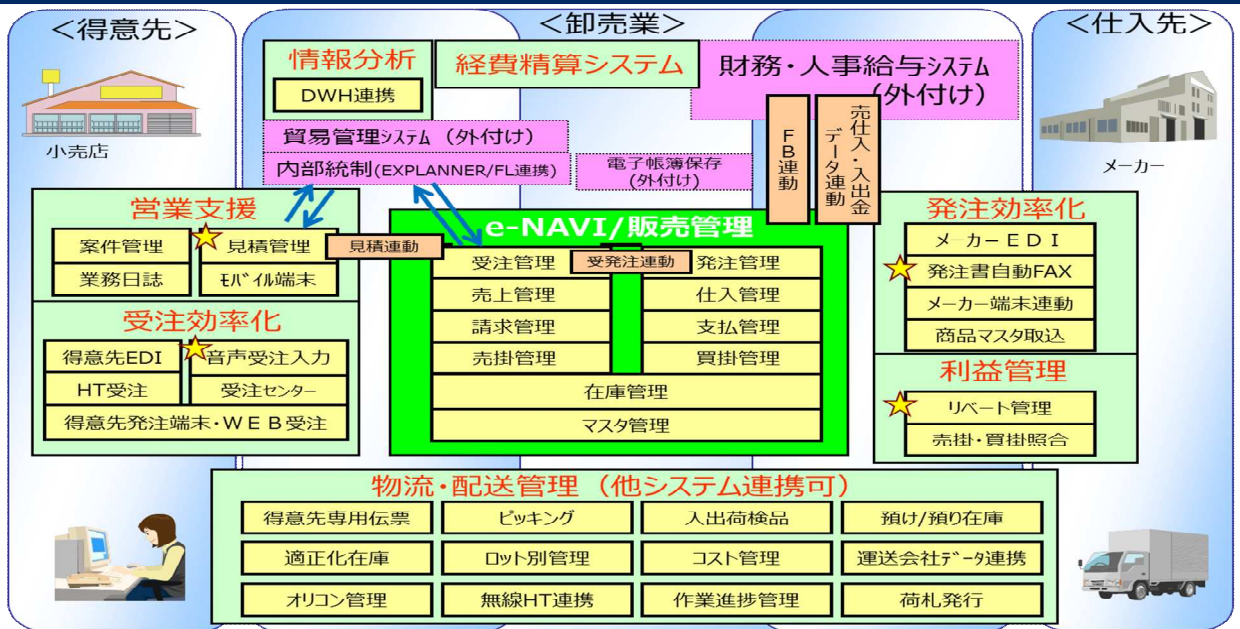 ＜得意先＞
＜卸売業＞
＜仕入先＞
小売店
メーカー
情報分析
DWH連携
経費精算システム
財務・人事給与ｼｽﾃﾑ
(外付け)
貿易管理ｼｽﾃﾑ（外付け）
内部統制(EXPLANNER/FL連携)
電子帳簿保存
(外付け)
FB連動
売仕入・入出金
データ連動
営業支援
案件管理
見積管理
業務日誌
ﾓﾊﾞｲﾙ端末
見積連動
受注効率化
得意先EDI
音声受注入力
HT受注
受注ｾﾝﾀｰ
得意先発注端末・ＷＥＢ受注
e-NAVI/販売管理
受注管理
受発注連動
発注管理
売上管理
仕入管理
請求管理
支払管理
売掛管理
買掛管理
在庫管理
マスタ管理
発注効率化
メーカーＥＤＩ
発注書自動FAX
メーカー端末連動
商品マスタ取込
利益管理
リベート管理
売掛・買掛照合
物流・配送管理（他システム連携可）
得意先専用伝票
ピッキング
入出荷検品
預け/預り在庫
適正化在庫
ロット別管理
コスト管理
運送会社ﾃﾞｰﾀ連携
オリコン管理
無線HT連携
作業進捗管理
荷札発行